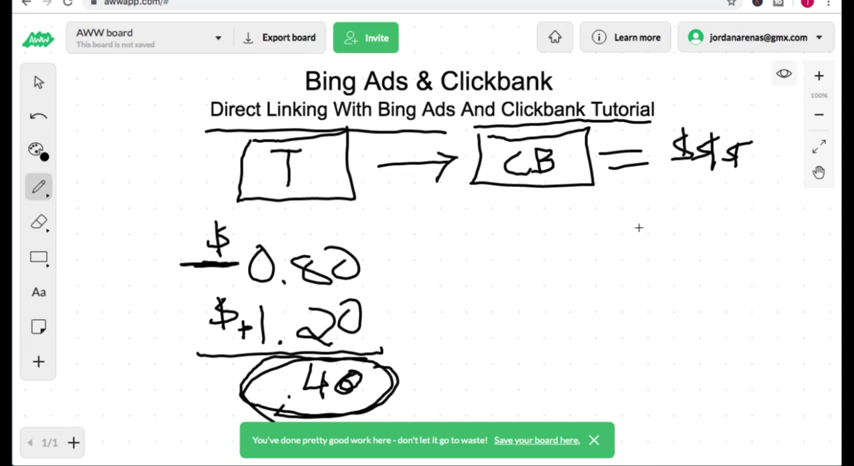 awwapp.com/#
AWW
AWW board
This board is not saved
Export board
Invite
Learn more
jordanarenas@gmx.com
Bing Ads & Clickbank
Direct Linking With Bing Ads And Clickbank Tutorial
100%
T → CB = $$$
$
- 0.80
$+1.20
.40
Aa
1/1
You've done pretty good work here - don't let it go to waste! Save your board here.